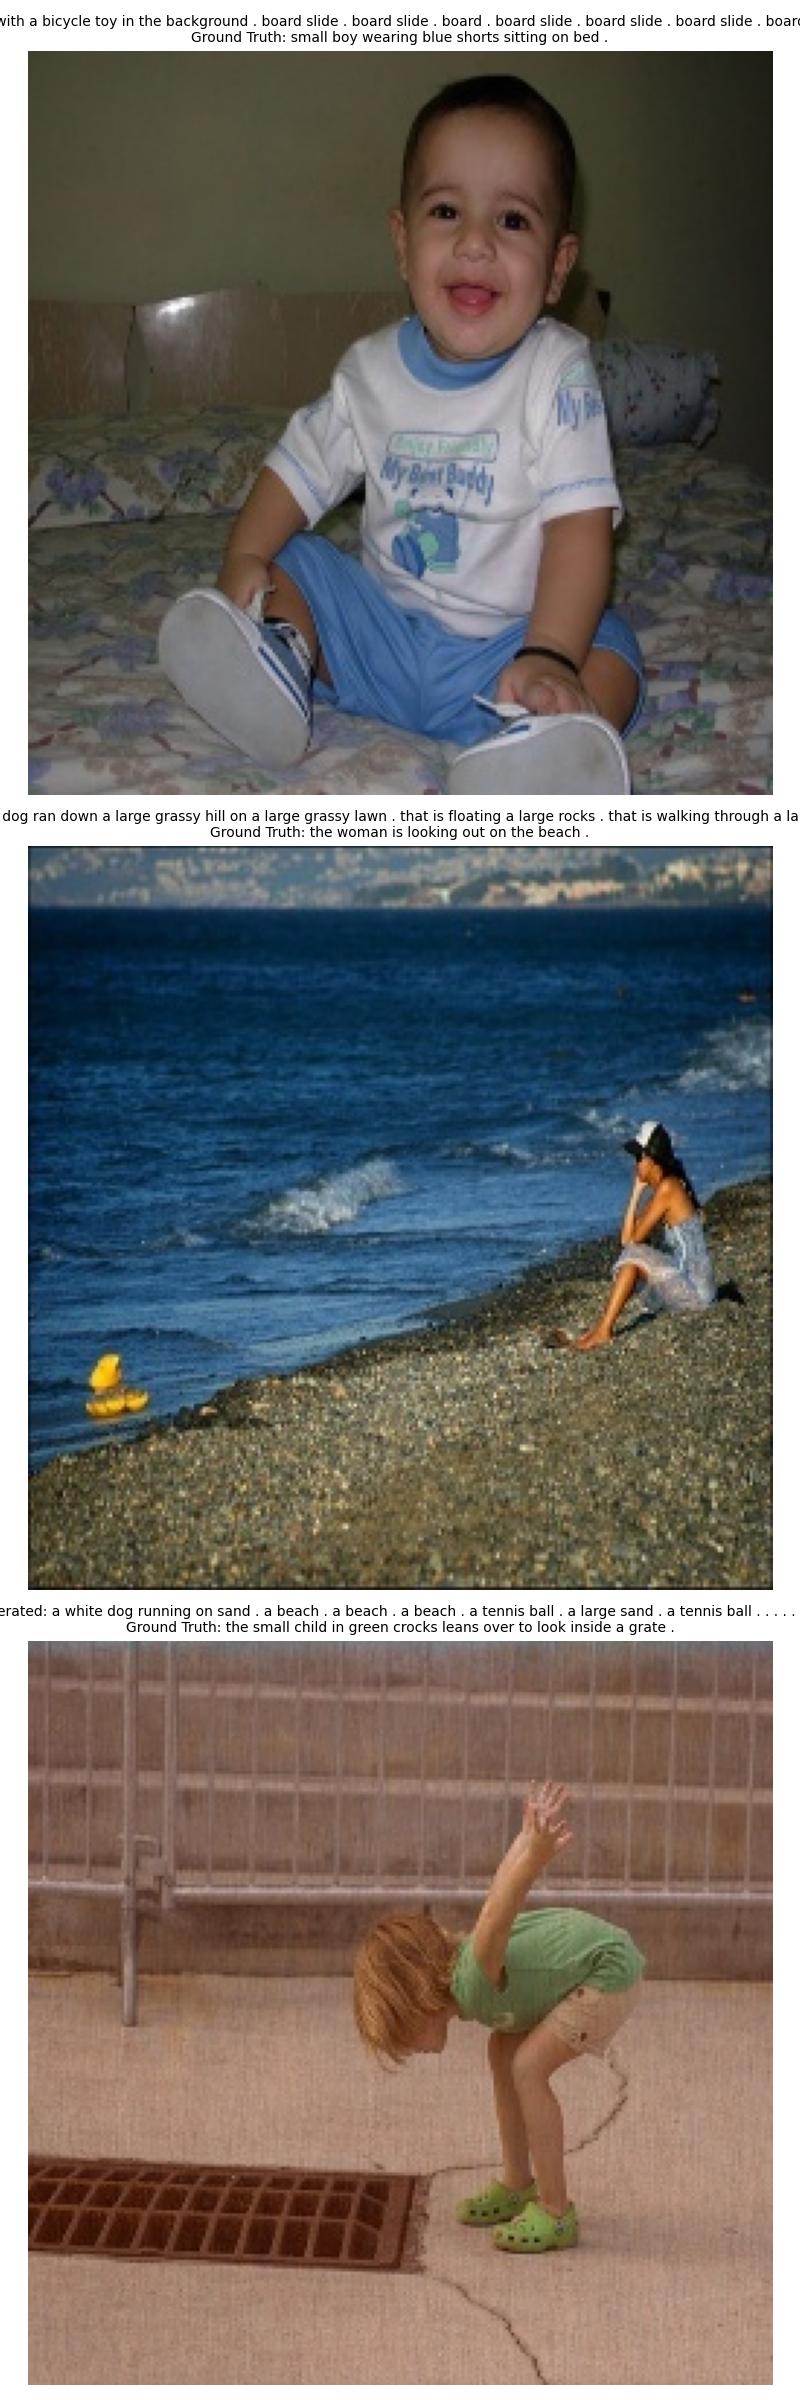 with a bicycle toy in the background . board slide . board slide . board . board slide . board slide . board slide . board
Ground Truth: small boy wearing blue shorts sitting on bed .
My Best Buddy
My Bes
dog ran down a large grassy hill on a large grassy lawn . that is floating a large rocks . that is walking through a la
Ground Truth: the woman is looking out on the beach .
erated: a white dog running on sand . a beach . a beach . a beach . a tennis ball . a large sand . a tennis ball . . . . .
Ground Truth: the small child in green crocks leans over to look inside a grate .